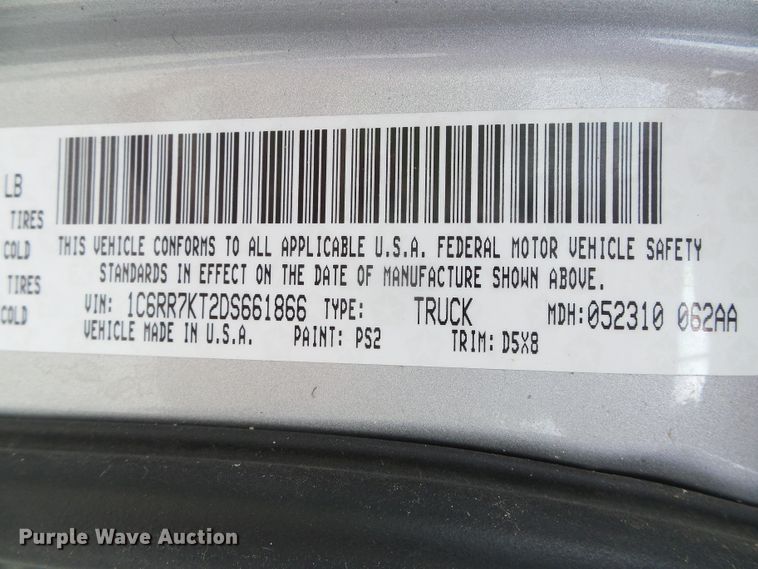 LB
TIRES
COLD
TIRES
COLD
THIS VEHICLE CONFORMS TO ALL APPLICABLE U.S.A. FEDERAL MOTOR VEHICLE SAFETY
STANDARDS IN EFFECT ON THE DATE OF MANUFACTURE SHOWN ABOVE.
VIN: 1C6RR7KT2DS661866 TYPE: TRUCK MDH:052310 062AA
VEHICLE MADE IN U.S.A. PAINT: PS2 TRIM: D5X8
Purple Wave Auction